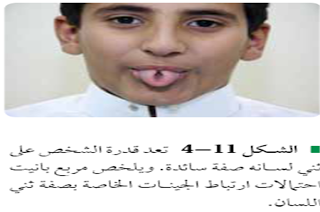 ■ الشكل 11-4 تعد قدرة الشخص على
ثني لسانه صفة سائدة. ويلخص مربع بانيت
احتمالات ارتباط الجينات الخاصة بصفة ثني
اللسان.